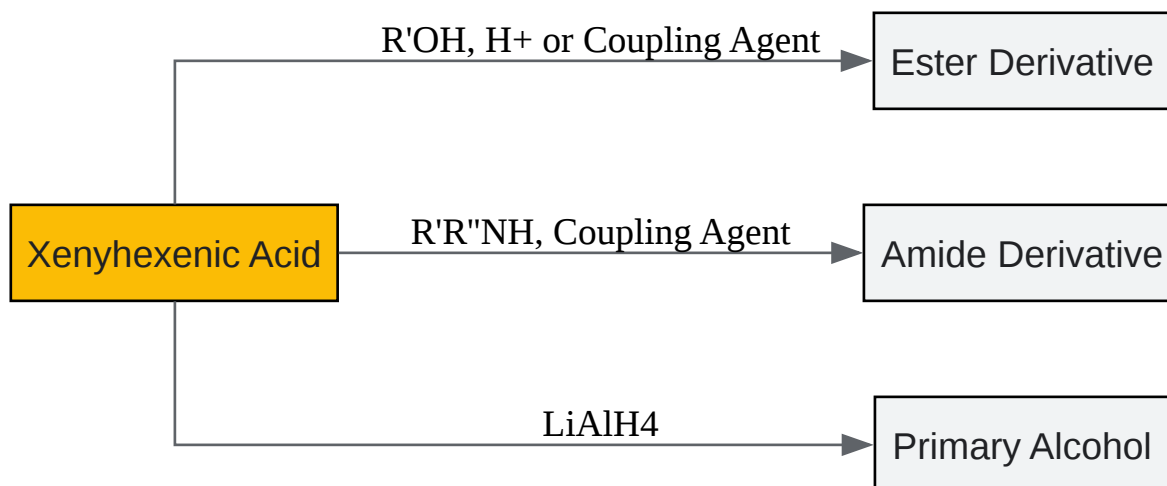 R'OH, H+ or Coupling Agent
Ester Derivative
Xenyhexenic Acid
R'R"NH, Coupling Agent
Amide Derivative
LiAlH4
Primary Alcohol